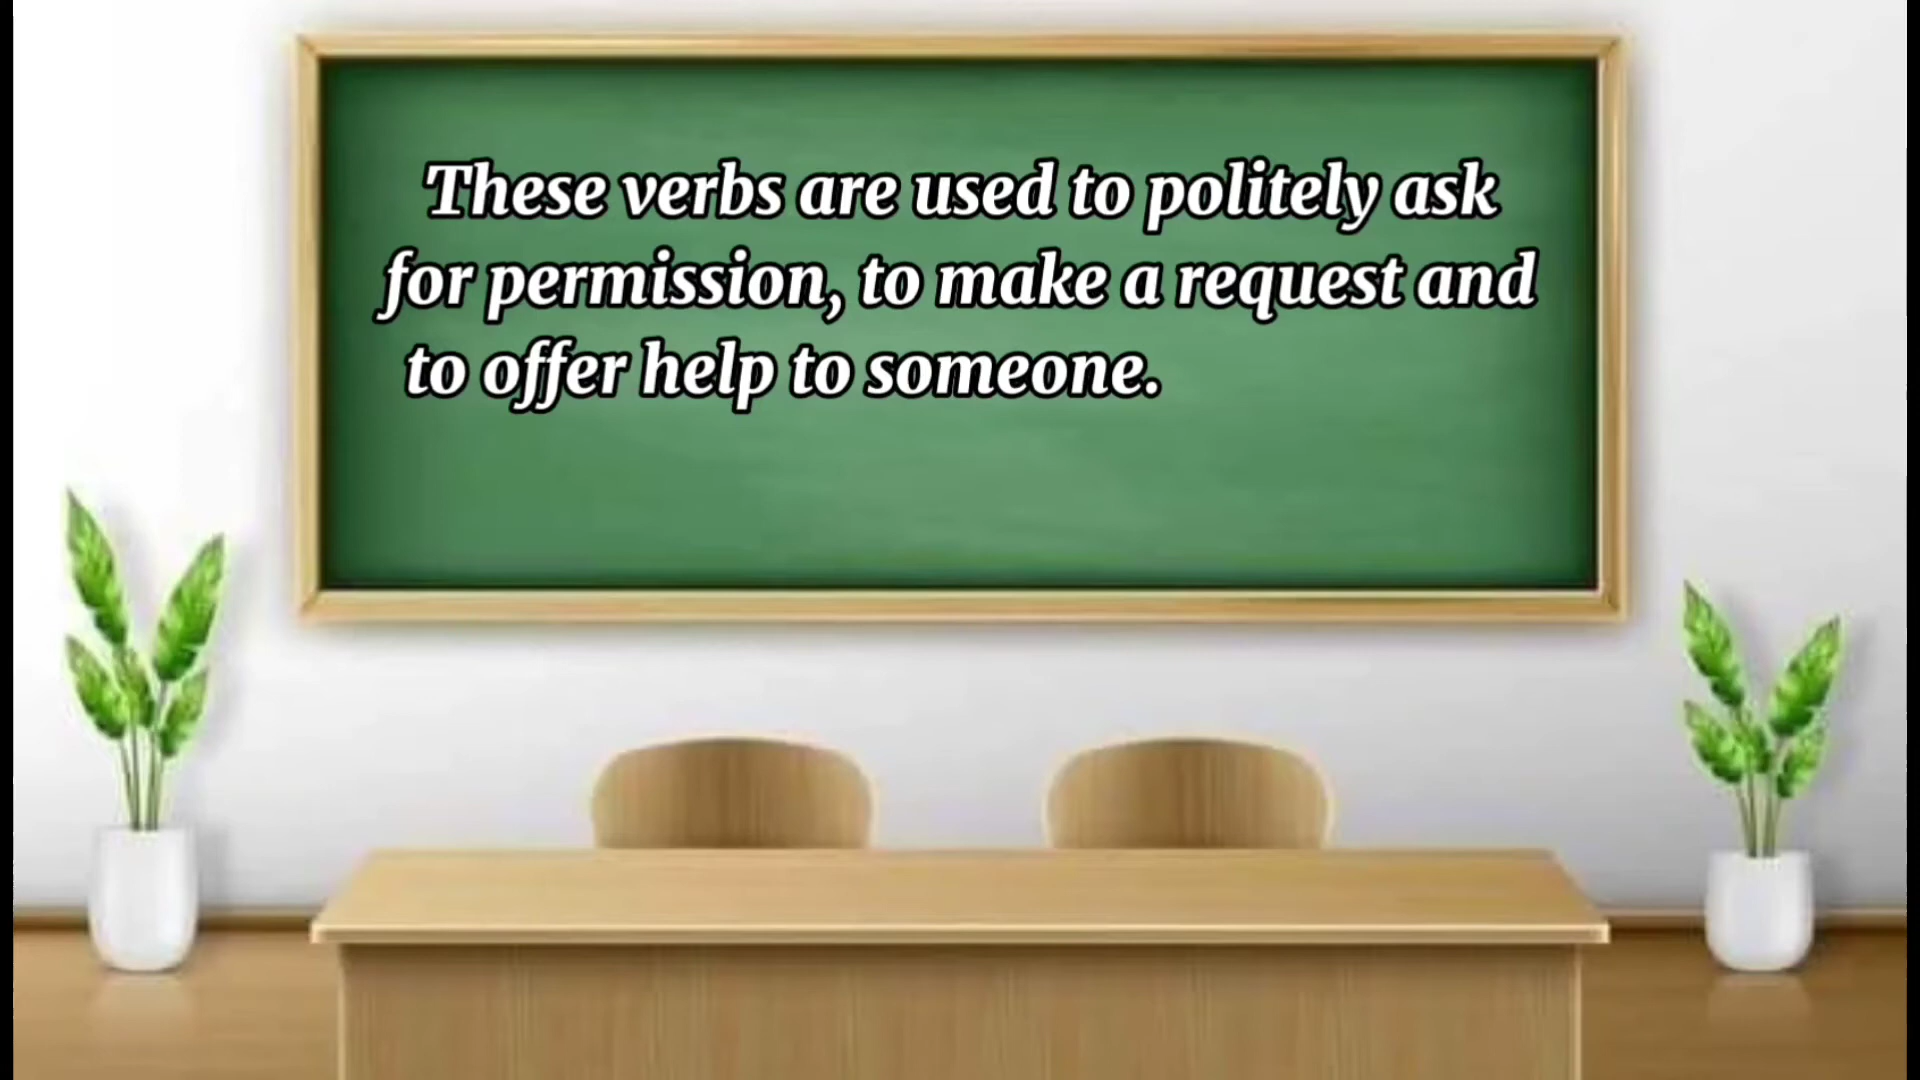 These verbs are used to politely ask
for permission, to make a request and
to offer help to someone.